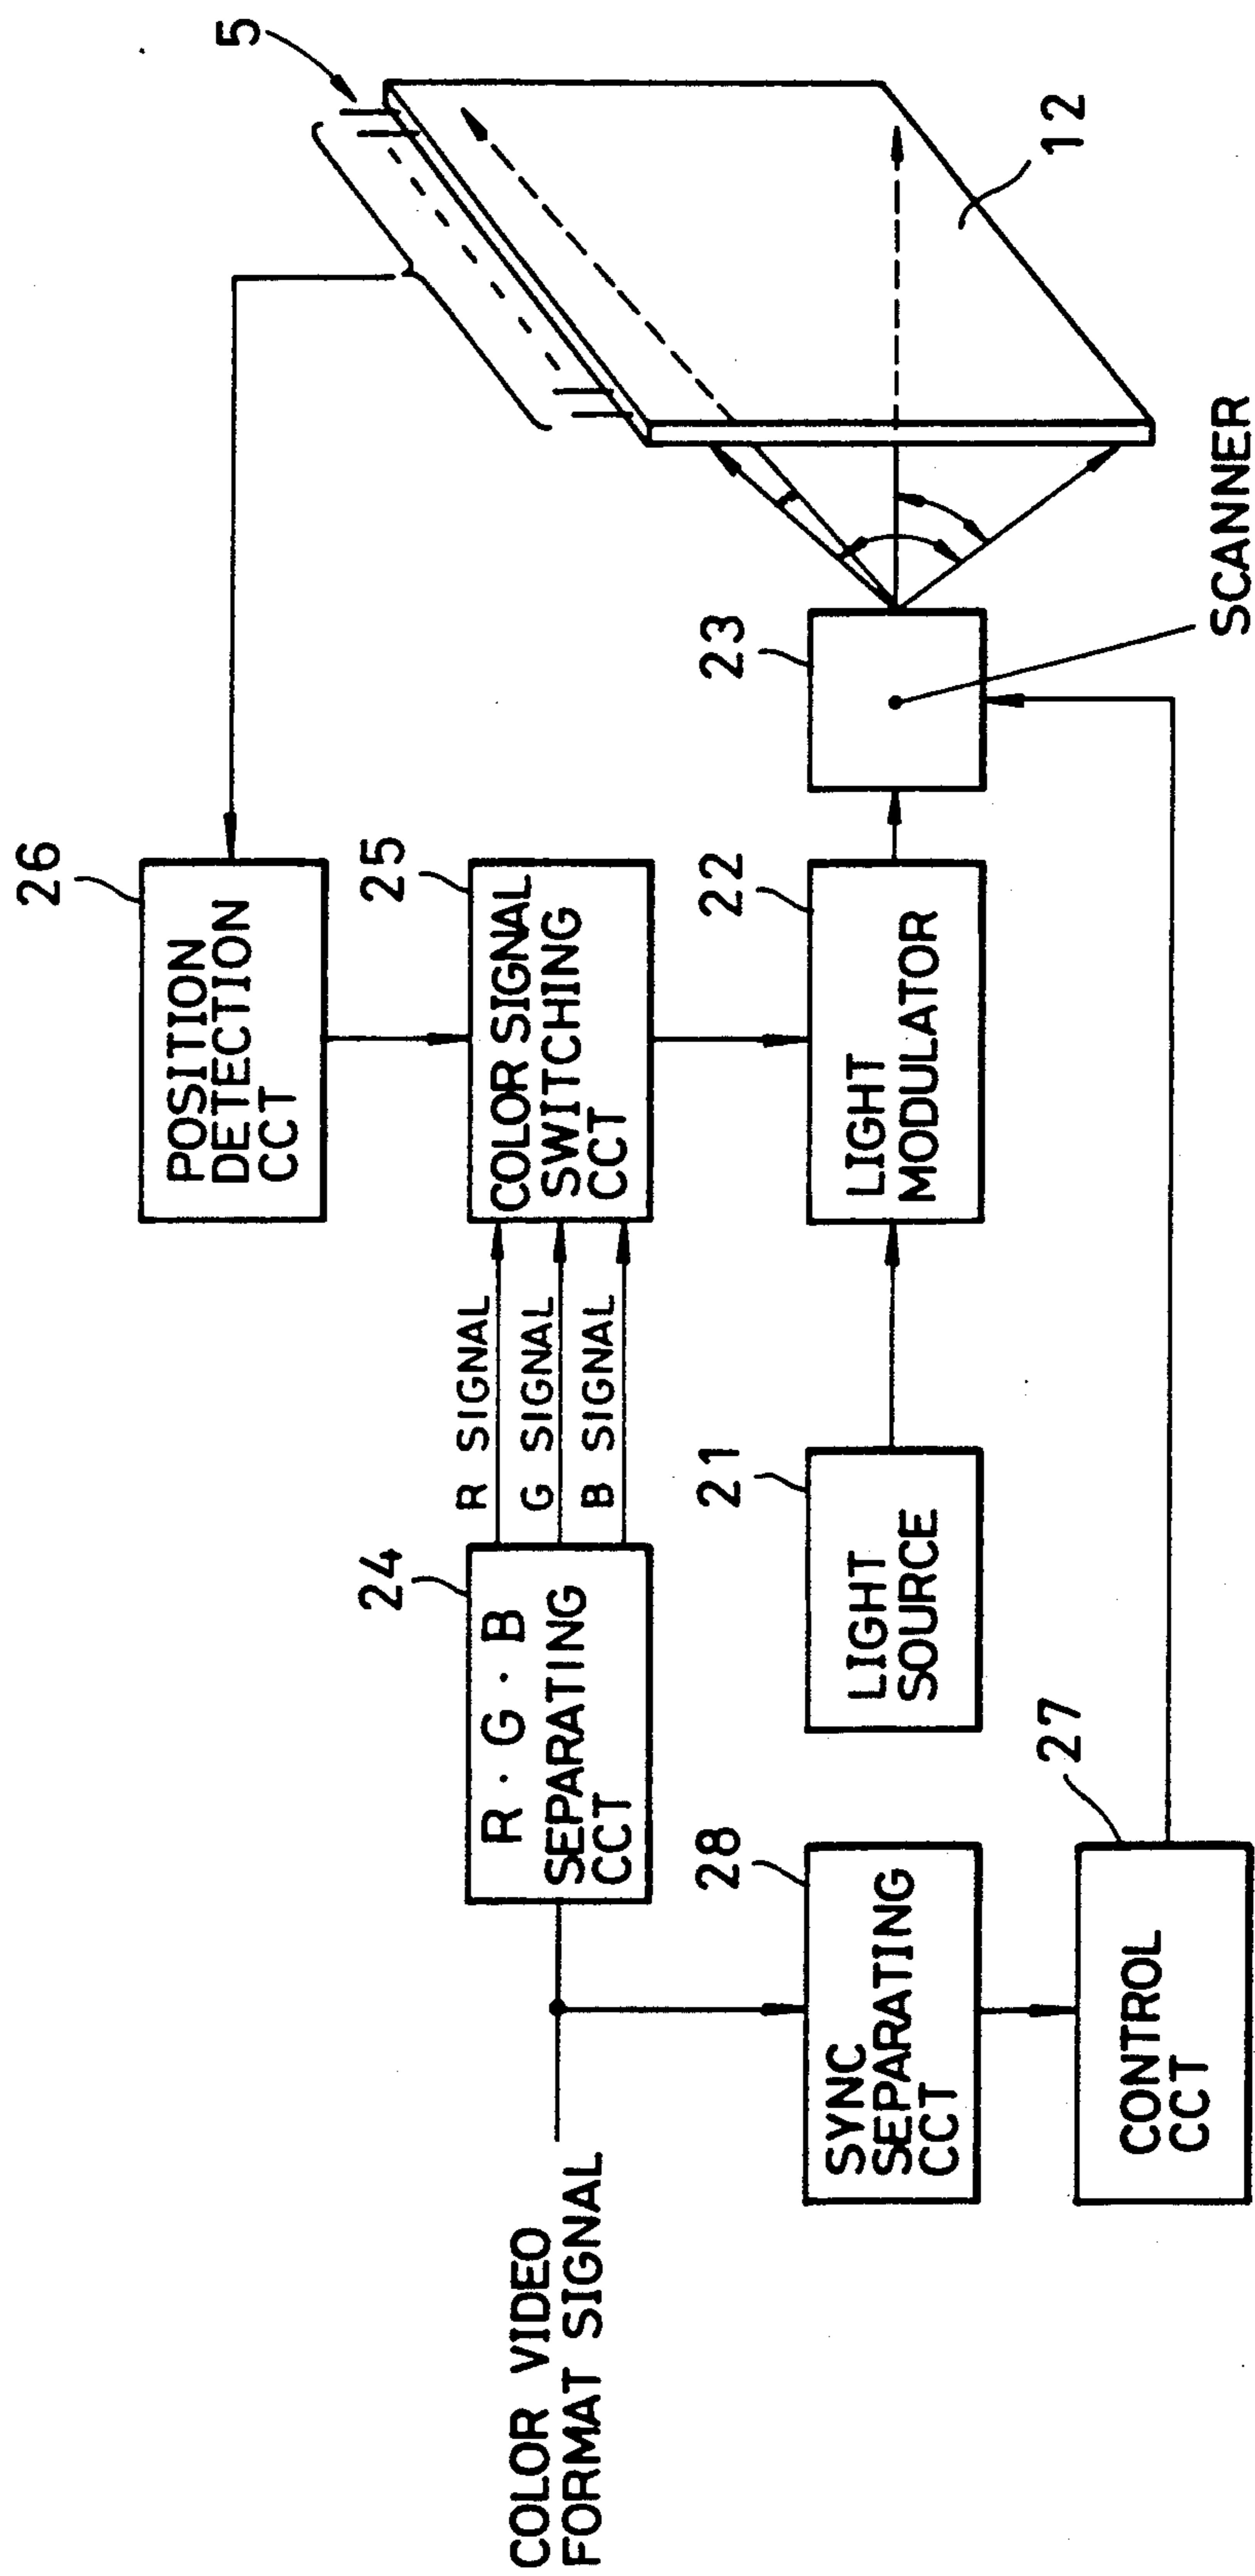 5
26
POSITION
DETECTION
CCT
12
24
R・G・B
SEPARATING
CCT
R SIGNAL
G SIGNAL
B SIGNAL
25
COLOR SIGNAL
SWITCHING
CCT
COLOR VIDEO
FORMAT SIGNAL
28
SYNC
SEPARATING
CCT
21
LIGHT
SOURCE
22
LIGHT
MODULATOR
23
SCANNER
27
CONTROL
CCT